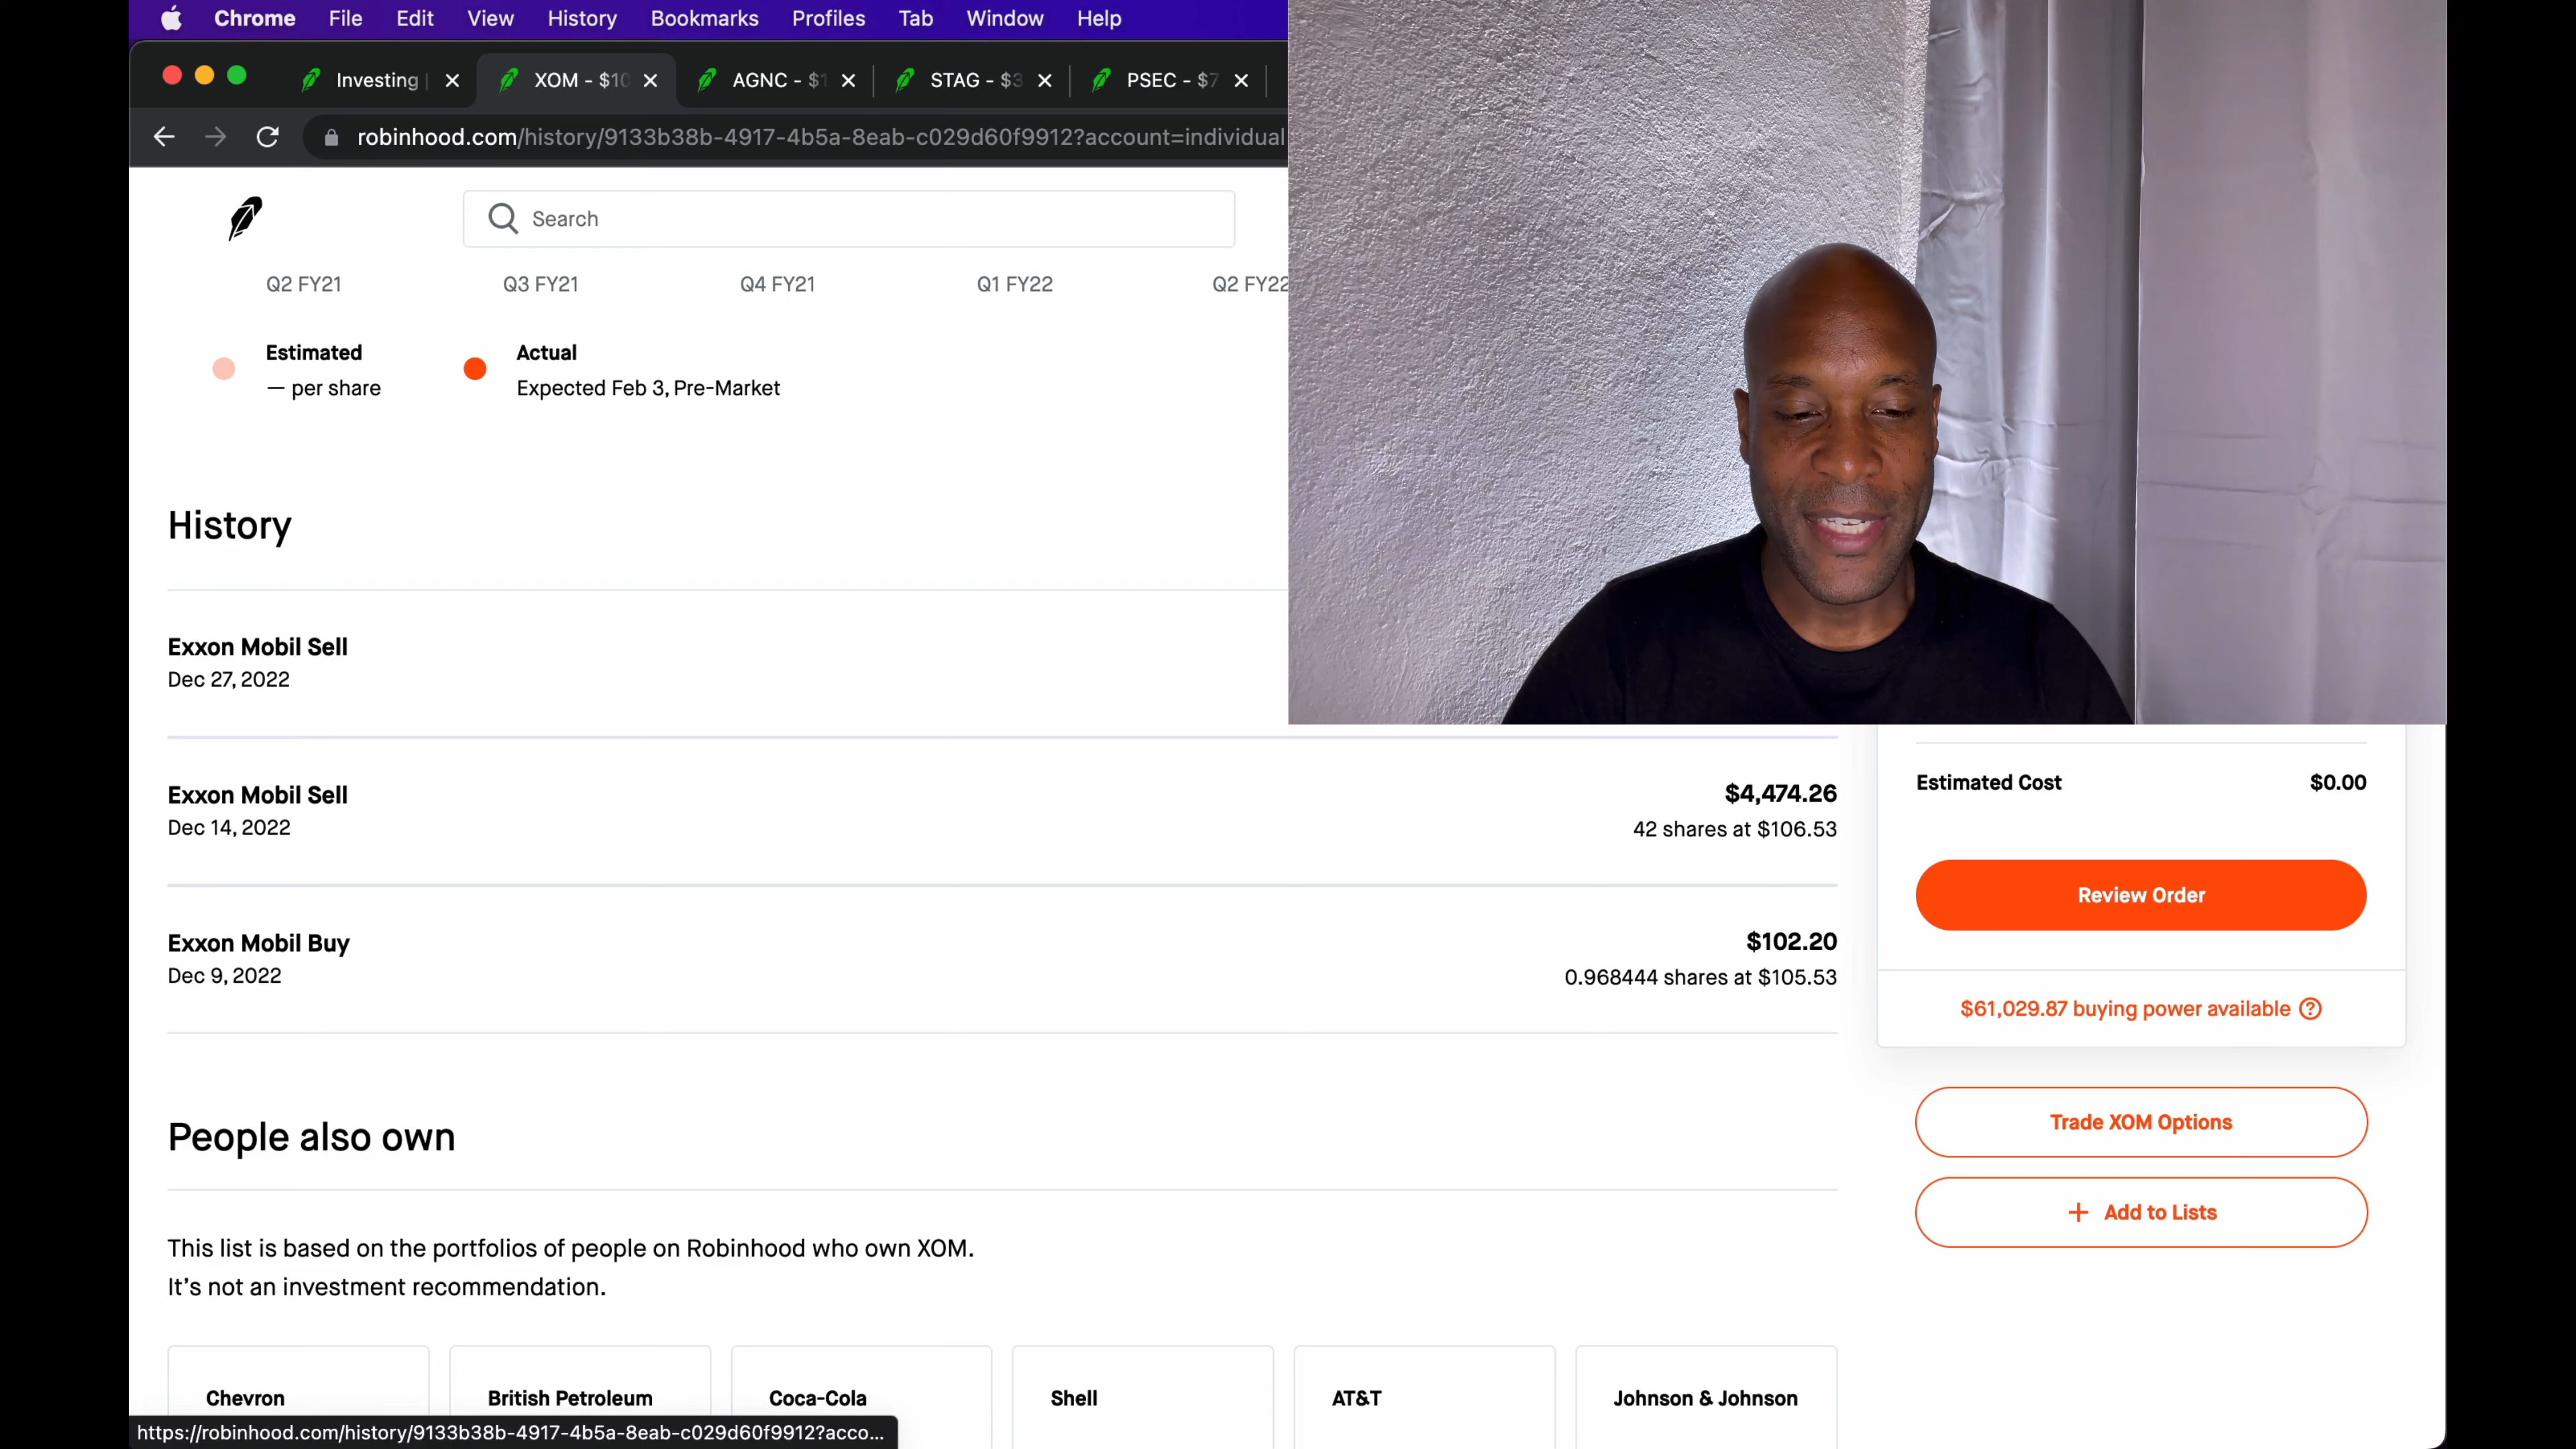 Chrome File Edit View History Bookmarks Profiles Tab Window Help
Investing XOM - $10 AGNC - $1 STAG - $3 PSEC - $7
robinhood.com/history/9133b38b-4917-4b5a-8eab-c029d60f9912?account=individual
Search
Q2 FY21 Q3 FY21 Q4 FY21 Q1 FY22 Q2 FY22
Estimated Actual
— per share Expected Feb 3, Pre-Market
History
Exxon Mobil Sell
Dec 27, 2022
Exxon Mobil Sell $4,474.26
Dec 14, 2022 42 shares at $106.53
Exxon Mobil Buy $102.20
Dec 9, 2022 0.968444 shares at $105.53
Estimated Cost $0.00
Review Order
$61,029.87 buying power available
Trade XOM Options
+ Add to Lists
People also own
This list is based on the portfolios of people on Robinhood who own XOM.
It's not an investment recommendation.
Chevron British Petroleum Coca-Cola Shell AT&T Johnson & Johnson
https://robinhood.com/history/9133b38b-4917-4b5a-8eab-c029d60f9912?acco...